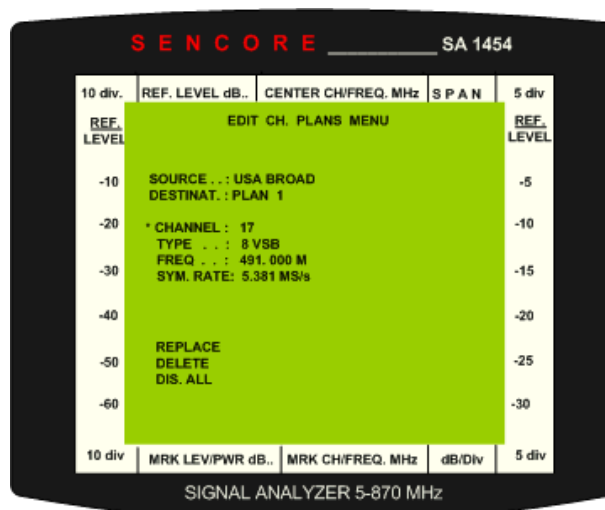 SENCORE _________ SA 1454
10 div. REF. LEVEL dB.. CENTER CH/FREQ. MHz SPAN 5 div
REF. LEVEL
-10
-20
-30
-40
-50
-60
EDIT CH. PLANS MENU
SOURCE . . : USA BROAD
DESTINAT. : PLAN 1
* CHANNEL : 17
TYPE . . : 8 VSB
FREQ . . : 491. 000 M
SYM. RATE: 5.381 MS/s
REPLACE
DELETE
DIS. ALL
REF. LEVEL
-5
-10
-15
-20
-25
-30
10 div MRK LEV/PWR dB.. MRK CH/FREQ. MHz dB/Div 5 div
SIGNAL ANALYZER 5-870 MHz